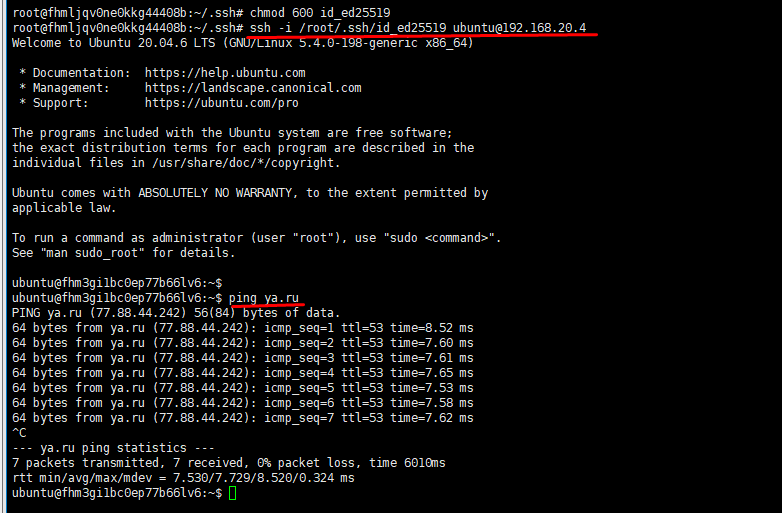 root@fhmljqv0ne0kkg44408b:~/.ssh# chmod 600 id_ed25519
root@fhmljqv0ne0kkg44408b:~/.ssh# ssh -i /root/.ssh/id_ed25519 ubuntu@192.168.20.4
Welcome to Ubuntu 20.04.6 LTS (GNU/Linux 5.4.0-198-generic x86_64)
* Documentation:  https://help.ubuntu.com
* Management:     https://landscape.canonical.com
* Support:        https://ubuntu.com/pro
The programs included with the Ubuntu system are free software;
the exact distribution terms for each program are described in the
individual files in /usr/share/doc/*/copyright.
Ubuntu comes with ABSOLUTELY NO WARRANTY, to the extent permitted by
applicable law.
To run a command as administrator (user "root"), use "sudo <command>".
See "man sudo_root" for details.
ubuntu@fhm3gi1bc0ep77b66lv6:~$
ubuntu@fhm3gi1bc0ep77b66lv6:~$ ping ya.ru
PING ya.ru (77.88.44.242) 56(84) bytes of data.
64 bytes from ya.ru (77.88.44.242): icmp_seq=1 ttl=53 time=8.52 ms
64 bytes from ya.ru (77.88.44.242): icmp_seq=2 ttl=53 time=7.60 ms
64 bytes from ya.ru (77.88.44.242): icmp_seq=3 ttl=53 time=7.61 ms
64 bytes from ya.ru (77.88.44.242): icmp_seq=4 ttl=53 time=7.65 ms
64 bytes from ya.ru (77.88.44.242): icmp_seq=5 ttl=53 time=7.53 ms
64 bytes from ya.ru (77.88.44.242): icmp_seq=6 ttl=53 time=7.58 ms
64 bytes from ya.ru (77.88.44.242): icmp_seq=7 ttl=53 time=7.62 ms
^C
--- ya.ru ping statistics ---
7 packets transmitted, 7 received, 0% packet loss, time 6010ms
rtt min/avg/max/mdev = 7.530/7.729/8.520/0.324 ms
ubuntu@fhm3gi1bc0ep77b66lv6:~$